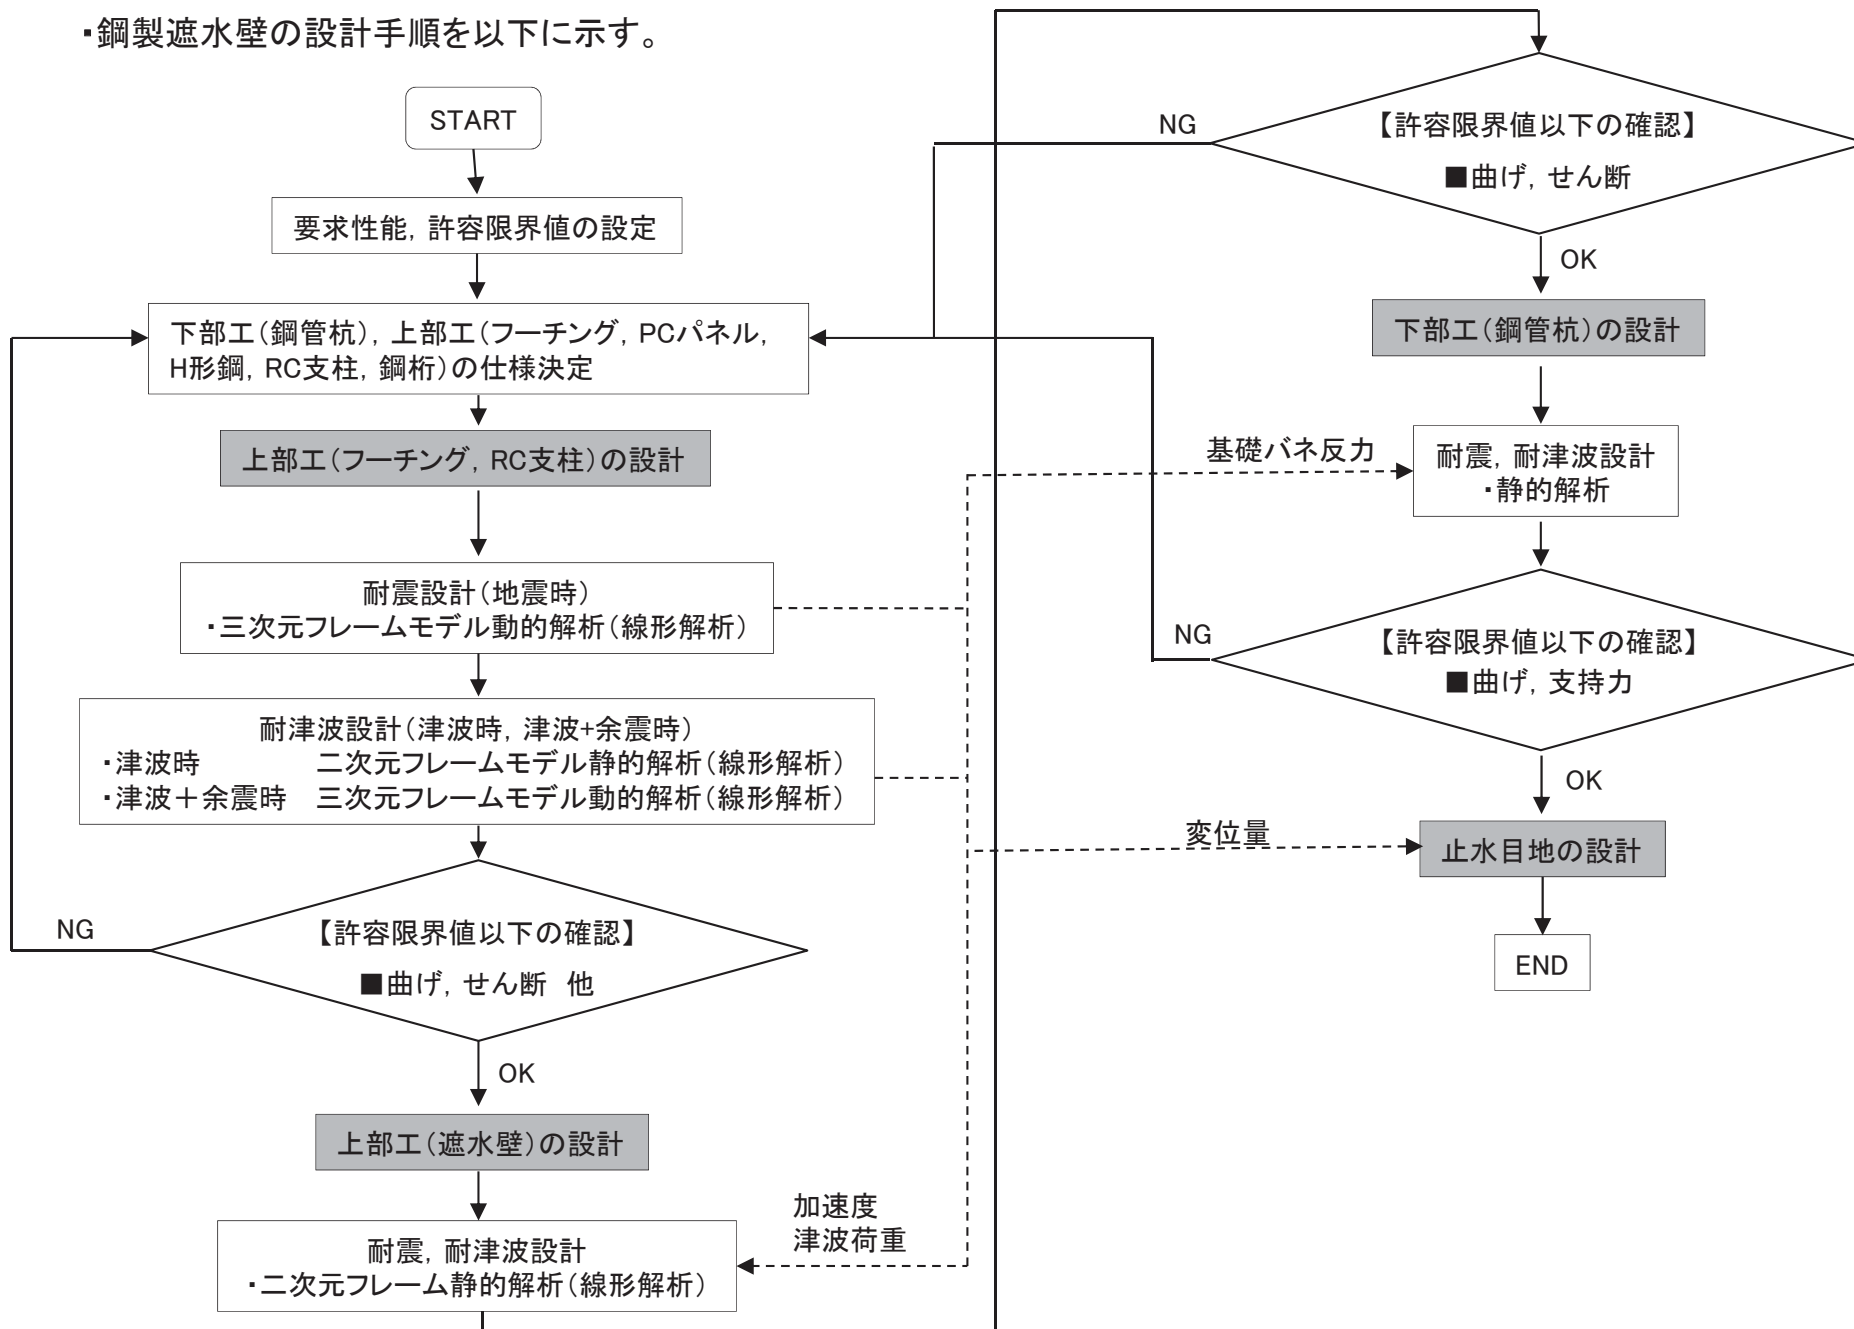 ・鋼製遮水壁の設計手順を以下に示す。
START
要求性能, 許容限界値の設定
下部工(鋼管杭), 上部工(フーチング, PCパネル,
H形鋼, RC支柱, 鋼桁)の仕様決定
上部工(フーチング, RC支柱)の設計
耐震設計(地震時)
・三次元フレームモデル動的解析(線形解析)
耐津波設計(津波時, 津波+余震時)
・津波時 二次元フレームモデル静的解析(線形解析)
・津波＋余震時 三次元フレームモデル動的解析(線形解析)
NG
【許容限界値以下の確認】
■曲げ, せん断 他
OK
上部工(遮水壁)の設計
加速度
津波荷重
耐震, 耐津波設計
・二次元フレーム静的解析(線形解析)
NG
【許容限界値以下の確認】
■曲げ, せん断
OK
下部工(鋼管杭)の設計
基礎バネ反力
耐震, 耐津波設計
・静的解析
NG
【許容限界値以下の確認】
■曲げ, 支持力
OK
変位量
止水目地の設計
END